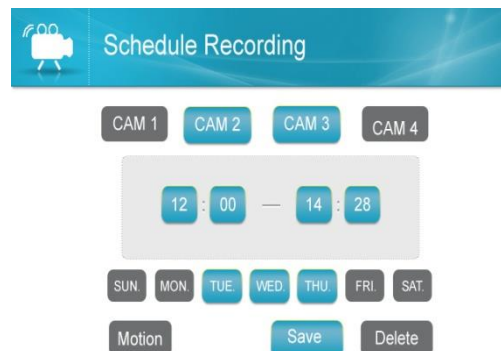 Schedule Recording
CAM 1 CAM 2 CAM 3 CAM 4
12 : 00 — 14 : 28
SUN. MON. TUE. WED. THU. FRI. SAT.
Motion Save Delete